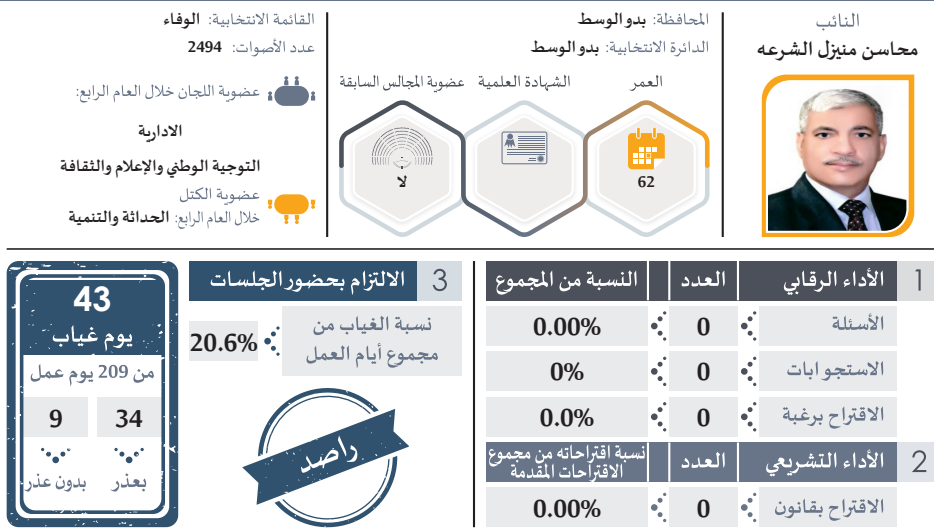 النائب
محاسن منيزل الشرعه
المحافظة: بدو الوسط
الدائرة الانتخابية: بدو الوسط
العمر
62
الشهادة العلمية
عضوية المجالس السابقة
لا
القائمة الانتخابية: الوفاء
عدد الأصوات: 2494
عضوية اللجان خلال العام الرابع:
الادارية
التوجية الوطني والإعلام والثقافة
عضوية الكتل
خلال العام الرابع: الحداثة والتنمية
1 الأداء الرقابي العدد النسبة من المجموع
الأسئلة 0 0.00%
الاستجوابات 0 0%
الاقتراح برغبة 0 0.0%
2 الأداء التشريعي العدد نسبة اقتراحاته من مجموع
الاقتراحات المقدمة
الاقتراح بقانون 0 0.00%
3 الالتزام بحضور الجلسات
نسبة الغياب من
مجموع أيام العمل
20.6%
راصد
43
يوم غياب
من 209 يوم عمل
34 9
بعذر بدون عذر